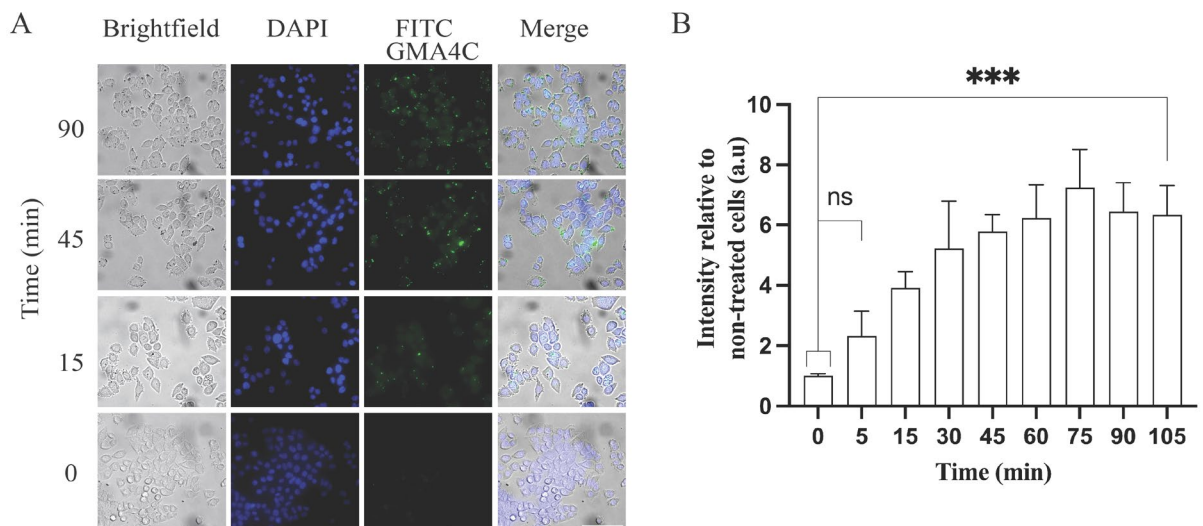 A
Brightfield DAPI FITC Merge
GMA4C
90
45
15
0
Time (min)
B
***
ns
Intensity relative to
non-treated cells (a.u)
10
8
6
4
2
0
0 5 15 30 45 60 75 90 105
Time (min)